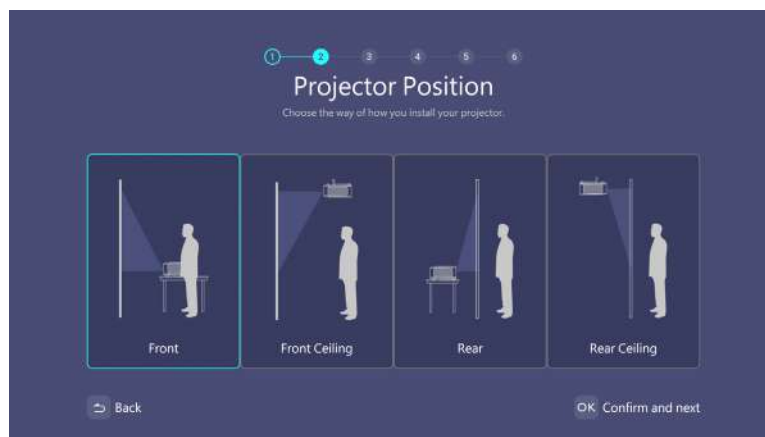 1 2 3 4 5 6
Projector Position
Choose the way of how you install your projector.
Front
Front Ceiling
Rear
Rear Ceiling
Back
OK Confirm and next